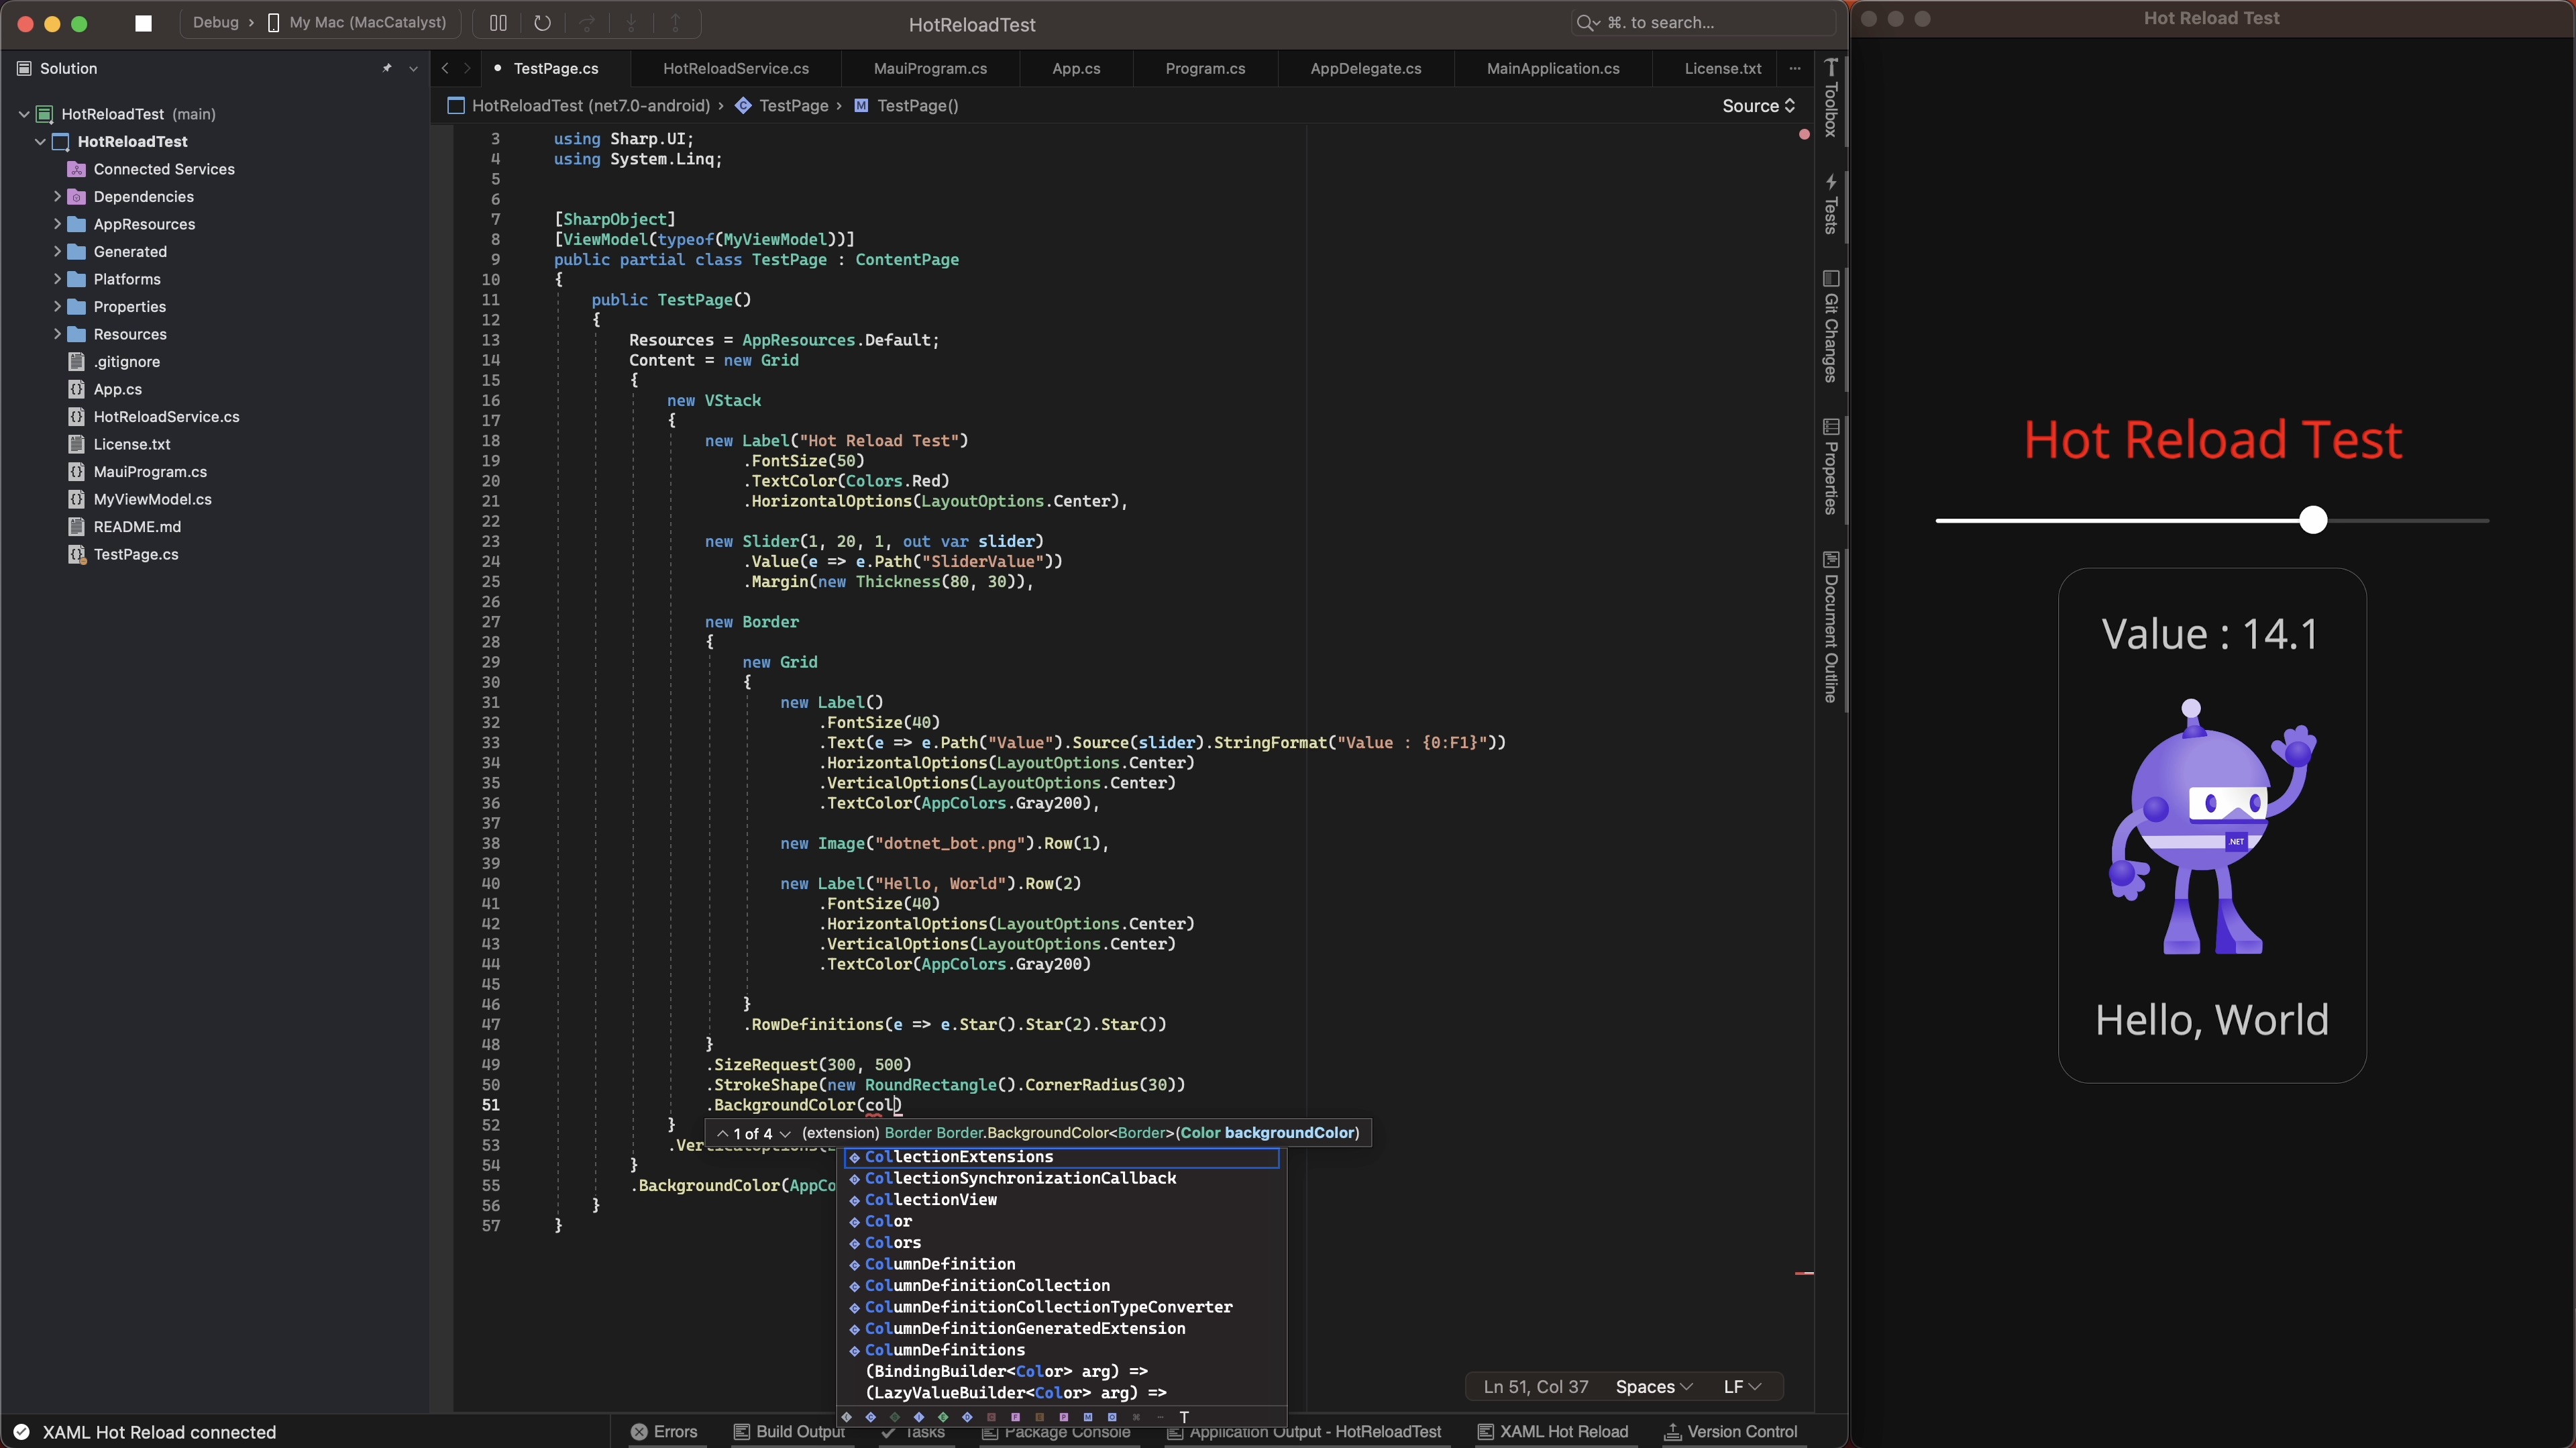 Debug › My Mac (MacCatalyst)
HotReloadTest
⌘. to search...
Hot Reload Test
Solution
TestPage.cs
HotReloadService.cs
MauiProgram.cs
App.cs
Program.cs
AppDelegate.cs
MainApplication.cs
License.txt
HotReloadTest (net7.0-android) › TestPage › TestPage()
Source
HotReloadTest (main)
HotReloadTest
Connected Services
Dependencies
AppResources
Generated
Platforms
Properties
Resources
.gitignore
App.cs
HotReloadService.cs
License.txt
MauiProgram.cs
MyViewModel.cs
README.md
TestPage.cs
3 using Sharp.UI;
4 using System.Linq;
5
6
7 [SharpObject]
8 [ViewModel(typeof(MyViewModel))]
9 public partial class TestPage : ContentPage
10 {
11 public TestPage()
12 {
13 Resources = AppResources.Default;
14 Content = new Grid
15 {
16 new VStack
17 {
18 new Label("Hot Reload Test")
19 .FontSize(50)
20 .TextColor(Colors.Red)
21 .HorizontalOptions(LayoutOptions.Center),
22
23 new Slider(1, 20, 1, out var slider)
24 .Value(e => e.Path("SliderValue"))
25 .Margin(new Thickness(80, 30)),
26
27 new Border
28 {
29 new Grid
30 {
31 new Label()
32 .FontSize(40)
33 .Text(e => e.Path("Value").Source(slider).StringFormat("Value : {0:F1}"))
34 .HorizontalOptions(LayoutOptions.Center)
35 .VerticalOptions(LayoutOptions.Center)
36 .TextColor(AppColors.Gray200),
37
38 new Image("dotnet_bot.png").Row(1),
39
40 new Label("Hello, World").Row(2)
41 .FontSize(40)
42 .HorizontalOptions(LayoutOptions.Center)
43 .VerticalOptions(LayoutOptions.Center)
44 .TextColor(AppColors.Gray200)
45
46 }
47 .RowDefinitions(e => e.Star().Star(2).Star())
48 }
49 .SizeRequest(300, 500)
50 .StrokeShape(new RoundRectangle().CornerRadius(30))
51 .BackgroundColor(col)
52 }
1 of 4 (extension) Border Border.BackgroundColor<Border>(Color backgroundColor)
53
54 }
55 .BackgroundColor(AppCo
56 }
57 }
CollectionExtensions
CollectionSynchronizationCallback
CollectionView
Color
Colors
ColumnDefinition
ColumnDefinitionCollection
ColumnDefinitionCollectionTypeConverter
ColumnDefinitionGeneratedExtension
ColumnDefinitions
(BindingBuilder<Color> arg) =>
(LazyValueBuilder<Color> arg) =>
Ln 51, Col 37 Spaces LF
Toolbox
Tests
Git Changes
Properties
Document Outline
XAML Hot Reload connected
Errors
Build Output
Tasks
Package Console
Application Output - HotReloadTest
XAML Hot Reload
Version Control
Hot Reload Test
Value : 14.1
.NET
Hello, World